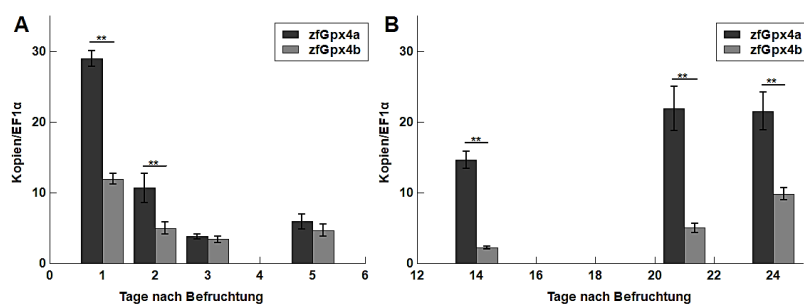 A
zfGpx4a
zfGpx4b
Kopien/EF1α
30
20
10
0
**
**
0 1 2 3 4 5 6
Tage nach Befruchtung
B
zfGpx4a
zfGpx4b
Kopien/EF1α
30
20
10
0
**
**
**
12 14 16 18 20 22 24
Tage nach Befruchtung